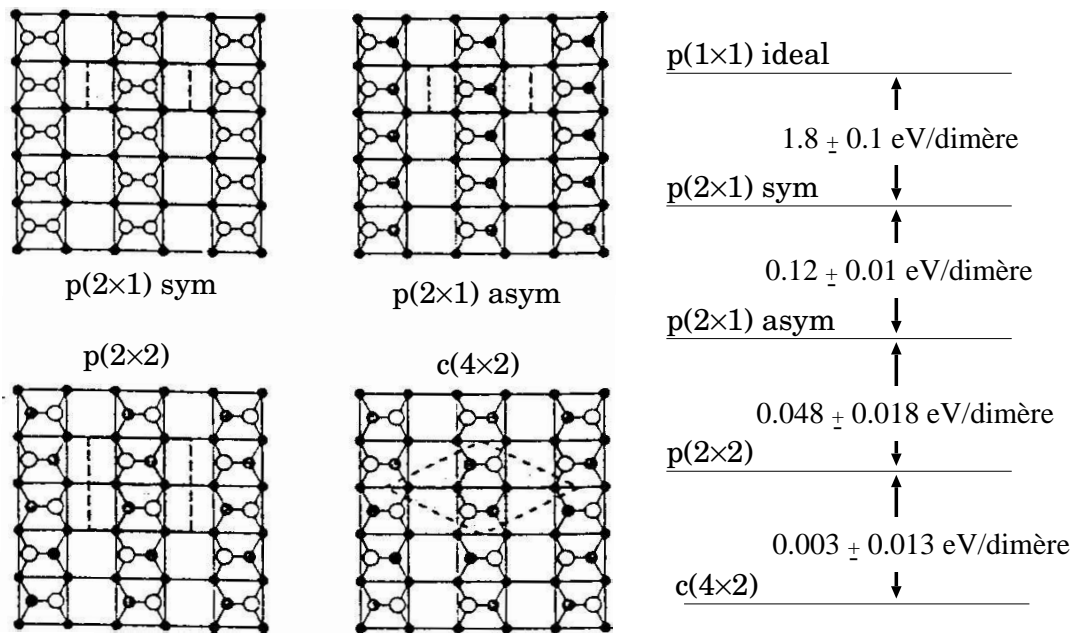 p(2×1) sym
p(2×1) asym
p(2×2)
c(4×2)
p(1×1) ideal
1.8 ± 0.1 eV/dimère
p(2×1) sym
0.12 ± 0.01 eV/dimère
p(2×1) asym
0.048 ± 0.018 eV/dimère
p(2×2)
0.003 ± 0.013 eV/dimère
c(4×2)